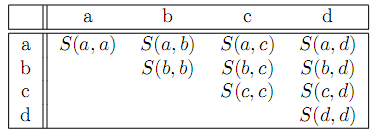 a b c d
a S(a, a) S(a, b) S(a, c) S(a, d)
b S(b, b) S(b, c) S(b, d)
c S(c, c) S(c, d)
d S(d, d)